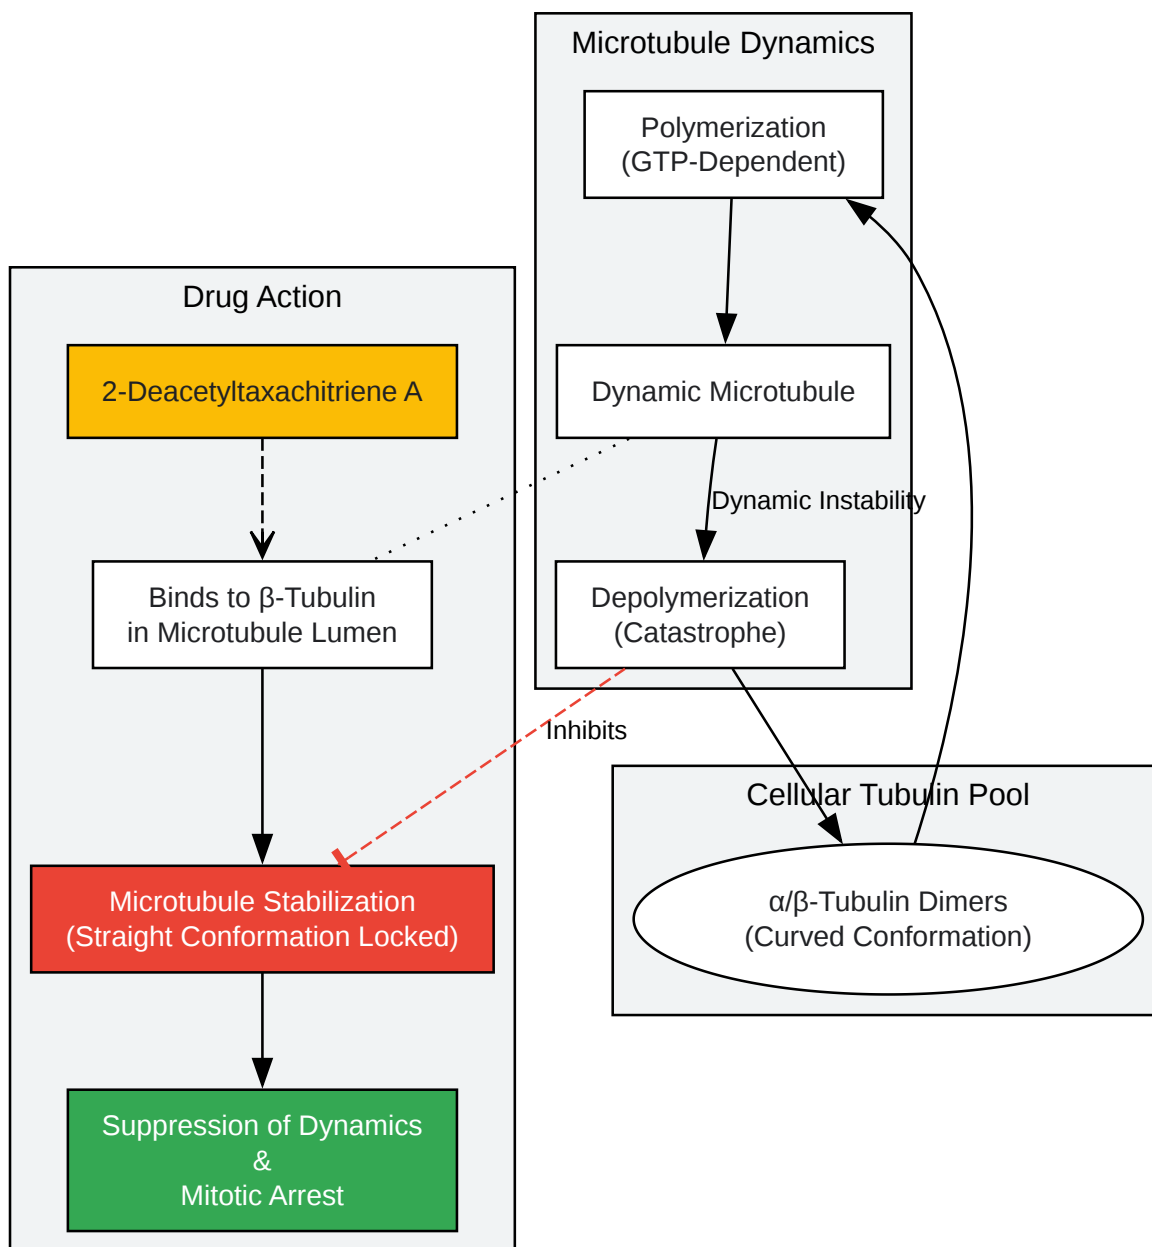 Microtubule Dynamics
Polymerization
(GTP-Dependent)
Dynamic Microtubule
Dynamic Instability
Depolymerization
(Catastrophe)
Drug Action
2-Deacetyltaxachitriene A
Binds to β-Tubulin
in Microtubule Lumen
Inhibits
Microtubule Stabilization
(Straight Conformation Locked)
Suppression of Dynamics
&
Mitotic Arrest
Cellular Tubulin Pool
α/β-Tubulin Dimers
(Curved Conformation)